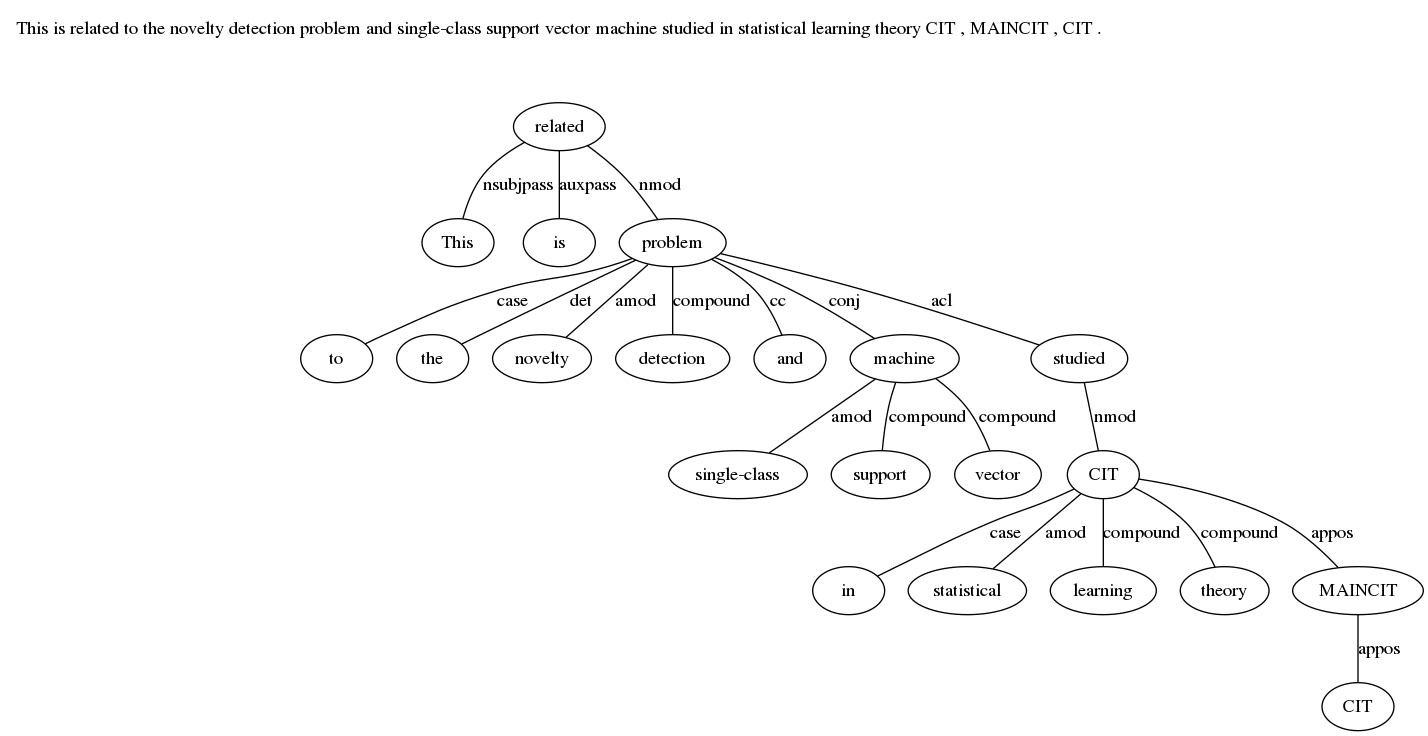 This is related to the novelty detection problem and single-class support vector machine studied in statistical learning theory CIT , MAINCIT , CIT .
related
nsubjpass auxpass nmod
This is problem
case det amod compound cc conj acl
to the novelty detection and machine studied
amod compound compound nmod
single-class support vector CIT
case amod compound compound appos
in statistical learning theory MAINCIT
appos
CIT